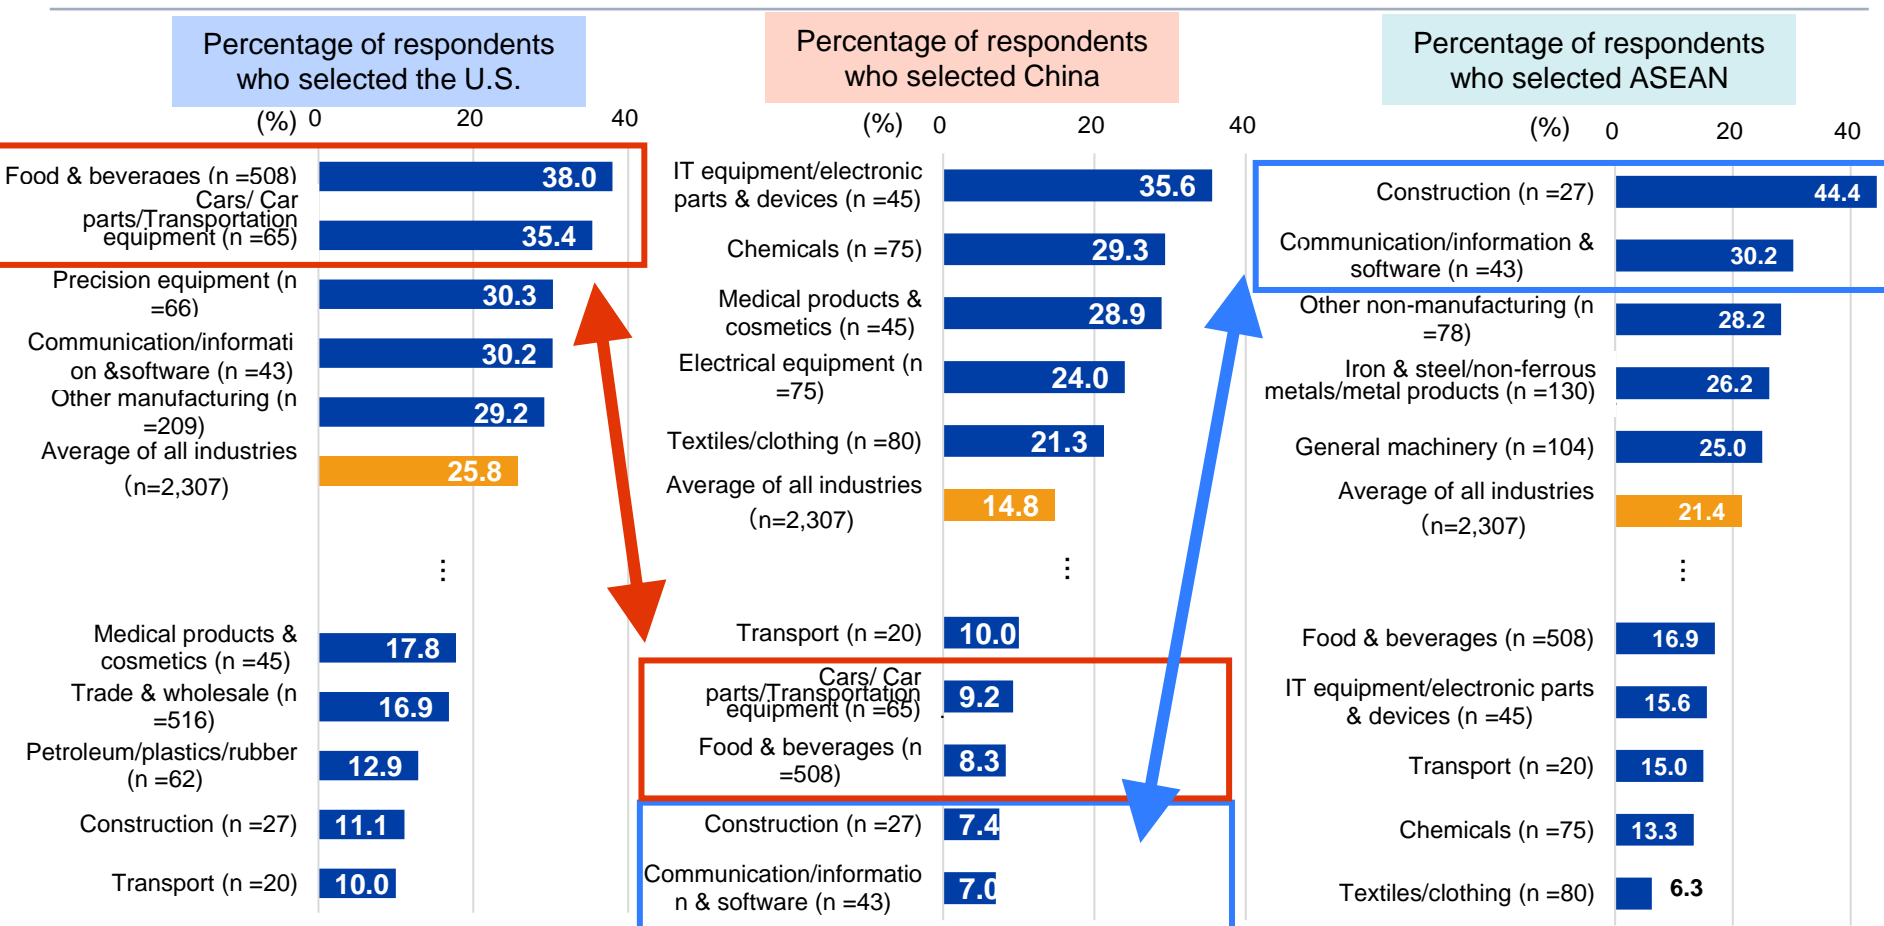 Percentage of respondents
who selected the U.S.
(%) 0 20 40
Food & beverages (n =508) 38.0
Cars/ Car
parts/Transportation
equipment (n =65) 35.4
Precision equipment (n
=66) 30.3
Communication/informati
on &software (n =43) 30.2
Other manufacturing (n
=209) 29.2
Average of all industries
(n=2,307) 25.8
⋮
Medical products &
cosmetics (n =45) 17.8
Trade & wholesale (n
=516) 16.9
Petroleum/plastics/rubber
(n =62) 12.9
Construction (n =27) 11.1
Transport (n =20) 10.0
Percentage of respondents
who selected China
(%) 0 20 40
IT equipment/electronic
parts & devices (n =45) 35.6
Chemicals (n =75) 29.3
Medical products &
cosmetics (n =45) 28.9
Electrical equipment (n
=75) 24.0
Textiles/clothing (n =80) 21.3
Average of all industries
(n=2,307) 14.8
⋮
Transport (n =20) 10.0
Cars/ Car
parts/Transportation
equipment (n =65) 9.2
Food & beverages (n
=508) 8.3
Construction (n =27) 7.4
Communication/informatio
n & software (n =43) 7.0
Percentage of respondents
who selected ASEAN
(%) 0 20 40
Construction (n =27) 44.4
Communication/information &
software (n =43) 30.2
Other non-manufacturing (n
=78) 28.2
Iron & steel/non-ferrous
metals/metal products (n =130) 26.2
General machinery (n =104) 25.0
Average of all industries
(n=2,307) 21.4
⋮
Food & beverages (n =508) 16.9
IT equipment/electronic parts
& devices (n =45) 15.6
Transport (n =20) 15.0
Chemicals (n =75) 13.3
Textiles/clothing (n =80) 6.3